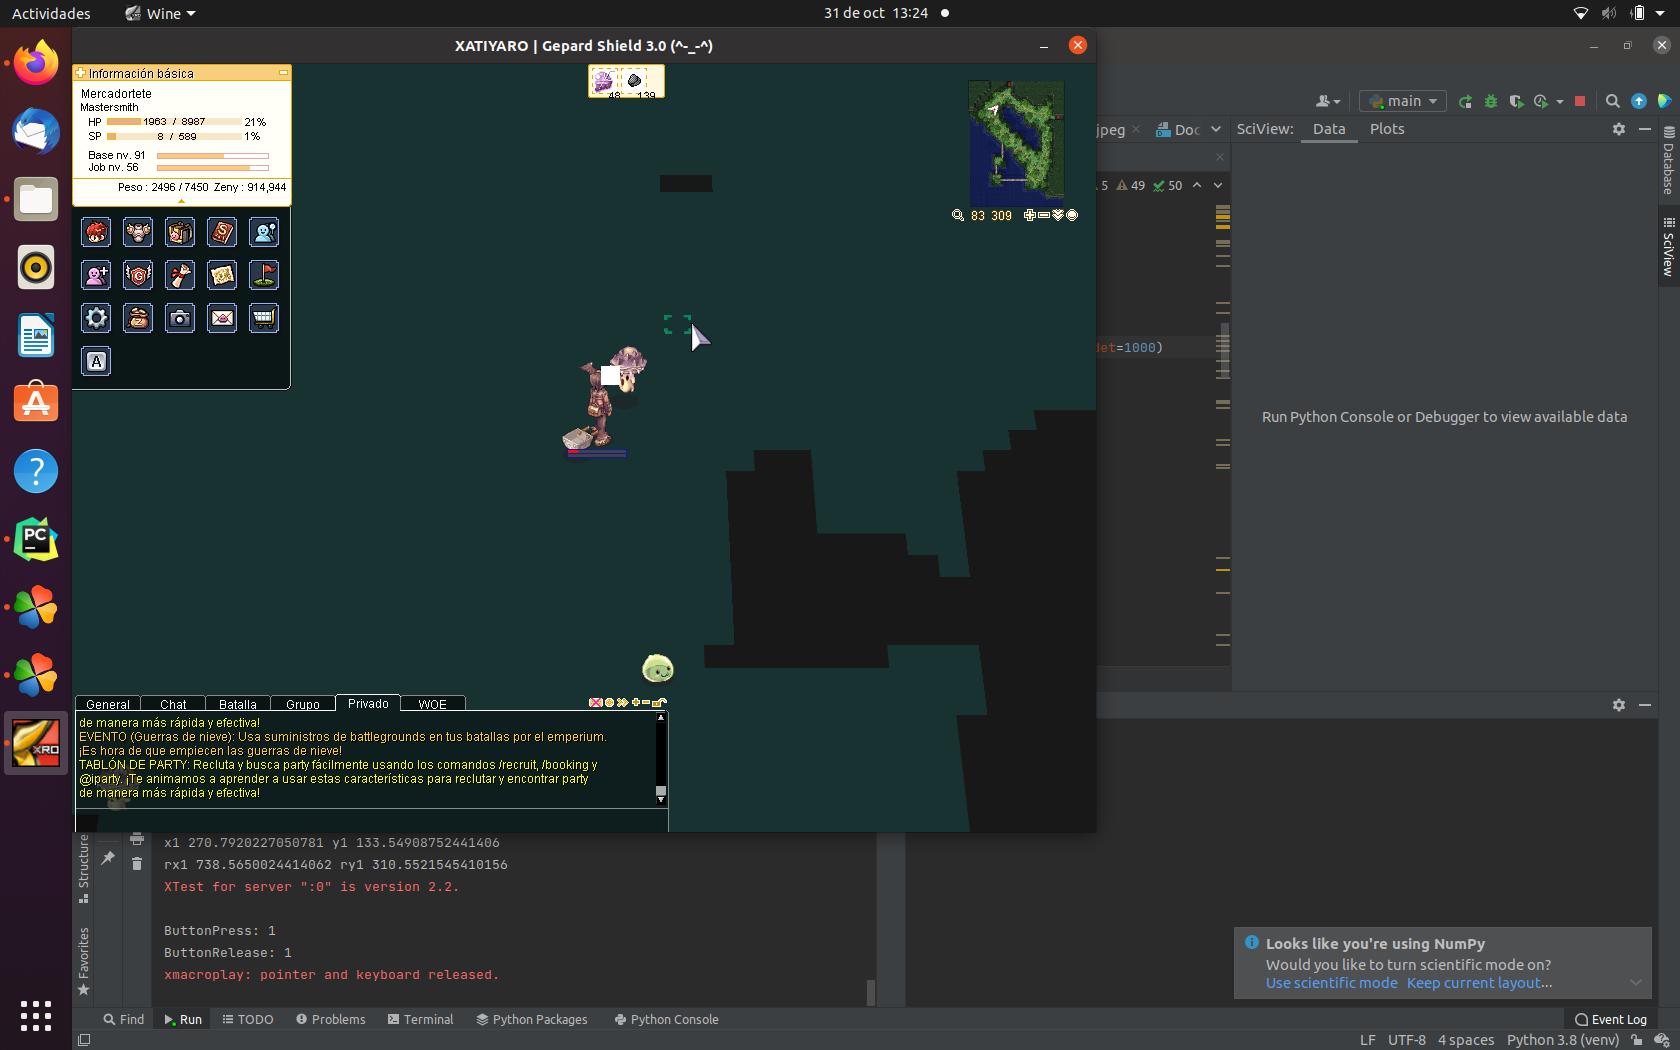 Actividades
Wine
31 de oct 13:24
XATIYARO | Gepard Shield 3.0 (^-_-^)
Información básica
Mercadortete
Mastersmith
HP 1963 / 8987 21%
SP 8 / 589 1%
Base nv. 91
Job nv. 56
Peso : 2496 / 7450 Zeny : 914,944
48 139
83 309
A
main
jpeg
Doc
SciView:
Data
Plots
5 49 50
=1000)
Run Python Console or Debugger to view available data
Database
SciView
PC
XRO
General
Chat
Batalla
Grupo
Privado
WOE
de manera más rápida y efectiva!
EVENTO (Guerras de nieve): Usa suministros de battlegrounds en tus batallas por el emperium.
¡Es hora de que empiecen las guerras de nieve!
TABLÓN DE PARTY: Recluta y busca party fácilmente usando los comandos /recruit, /booking y
@iparty. ¡Te animamos a aprender a usar estas características para reclutar y encontrar party
de manera más rápida y efectiva!
x1 270.7920227050781 y1 133.54908752441406
rx1 738.5650024414062 ry1 310.5521545410156
XTest for server ":0" is version 2.2.
ButtonPress: 1
ButtonRelease: 1
xmacroplay: pointer and keyboard released.
Structure
Favorites
Looks like you're using NumPy
Would you like to turn scientific mode on?
Use scientific mode Keep current layout...
Find
Run
TODO
Problems
Terminal
Python Packages
Python Console
Event Log
LF UTF-8 4 spaces Python 3.8 (venv)